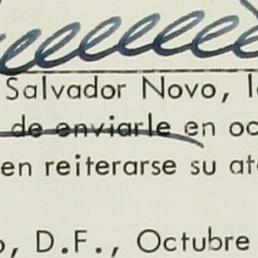 Salvador Novo, l
de enviarle en oc
en reiterarse su at
, D.F., Octubre